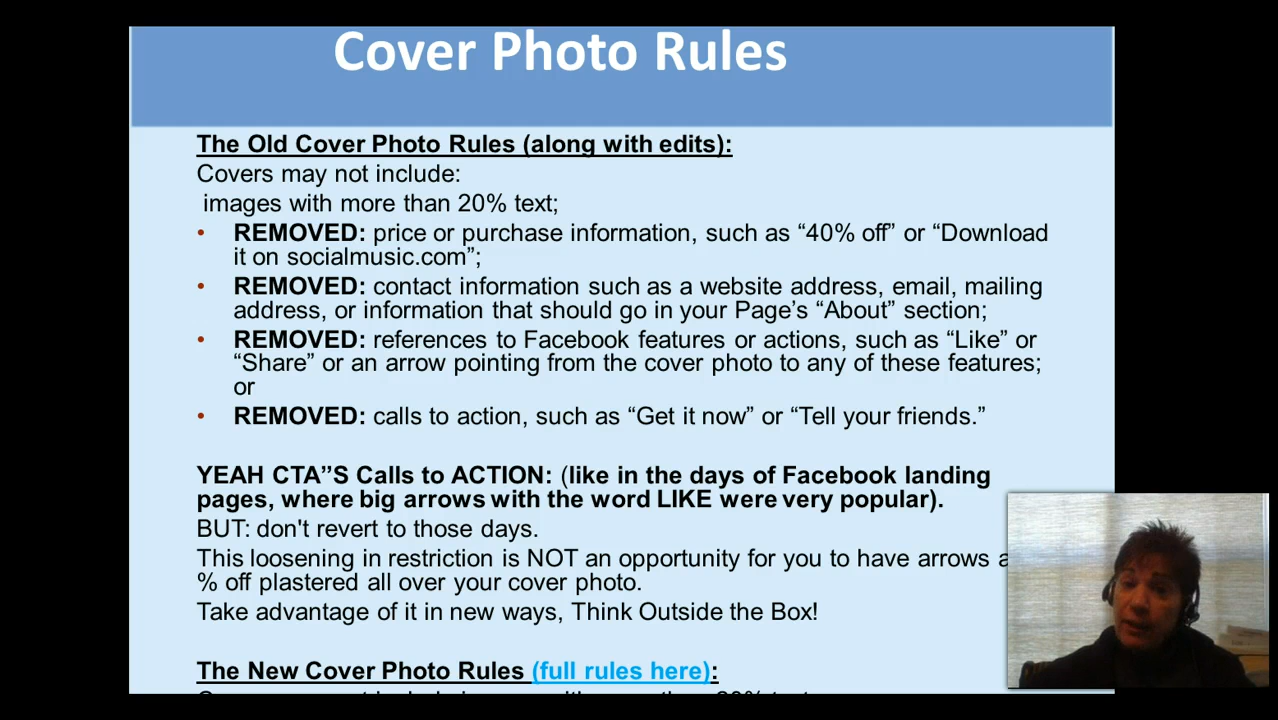 Cover Photo Rules
The Old Cover Photo Rules (along with edits):
Covers may not include:
images with more than 20% text;
• REMOVED: price or purchase information, such as “40% off” or “Download
it on socialmusic.com”;
• REMOVED: contact information such as a website address, email, mailing
address, or information that should go in your Page’s “About” section;
• REMOVED: references to Facebook features or actions, such as “Like” or
“Share” or an arrow pointing from the cover photo to any of these features;
or
• REMOVED: calls to action, such as “Get it now” or “Tell your friends.”
YEAH CTA”S Calls to ACTION: (like in the days of Facebook landing
pages, where big arrows with the word LIKE were very popular).
BUT: don't revert to those days.
This loosening in restriction is NOT an opportunity for you to have arrows
% off plastered all over your cover photo.
Take advantage of it in new ways, Think Outside the Box!
The New Cover Photo Rules (full rules here):